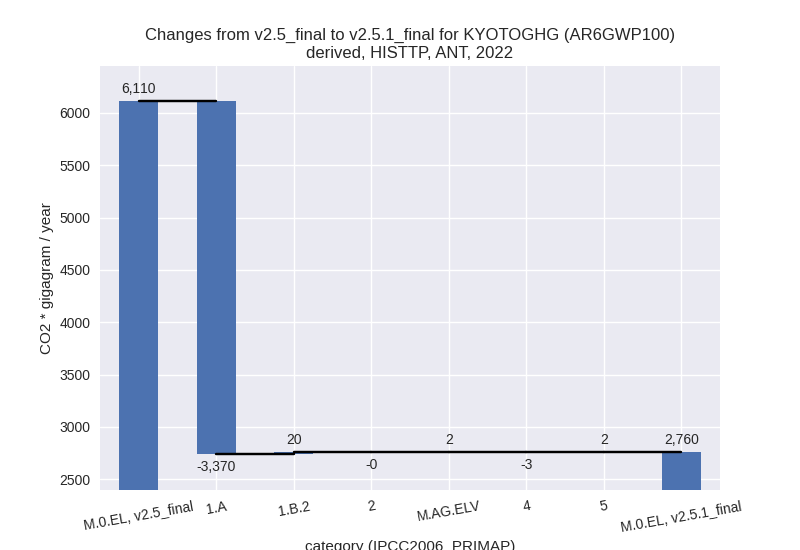 Changes from v2.5_final to v2.5.1_final for KYOTOGHG (AR6GWP100)
derived, HISTTP, ANT, 2022
CO2 * gigagram / year
6000
5500
5000
4500
4000
3500
3000
2500
6,110
-3,370
20
-0
2
-3
2
2,760
M.0.EL, v2.5_final
1.A
1.B.2
2
M.AG.ELV
4
5
M.0.EL, v2.5.1_final
category (IPCC2006_PRIMAP)